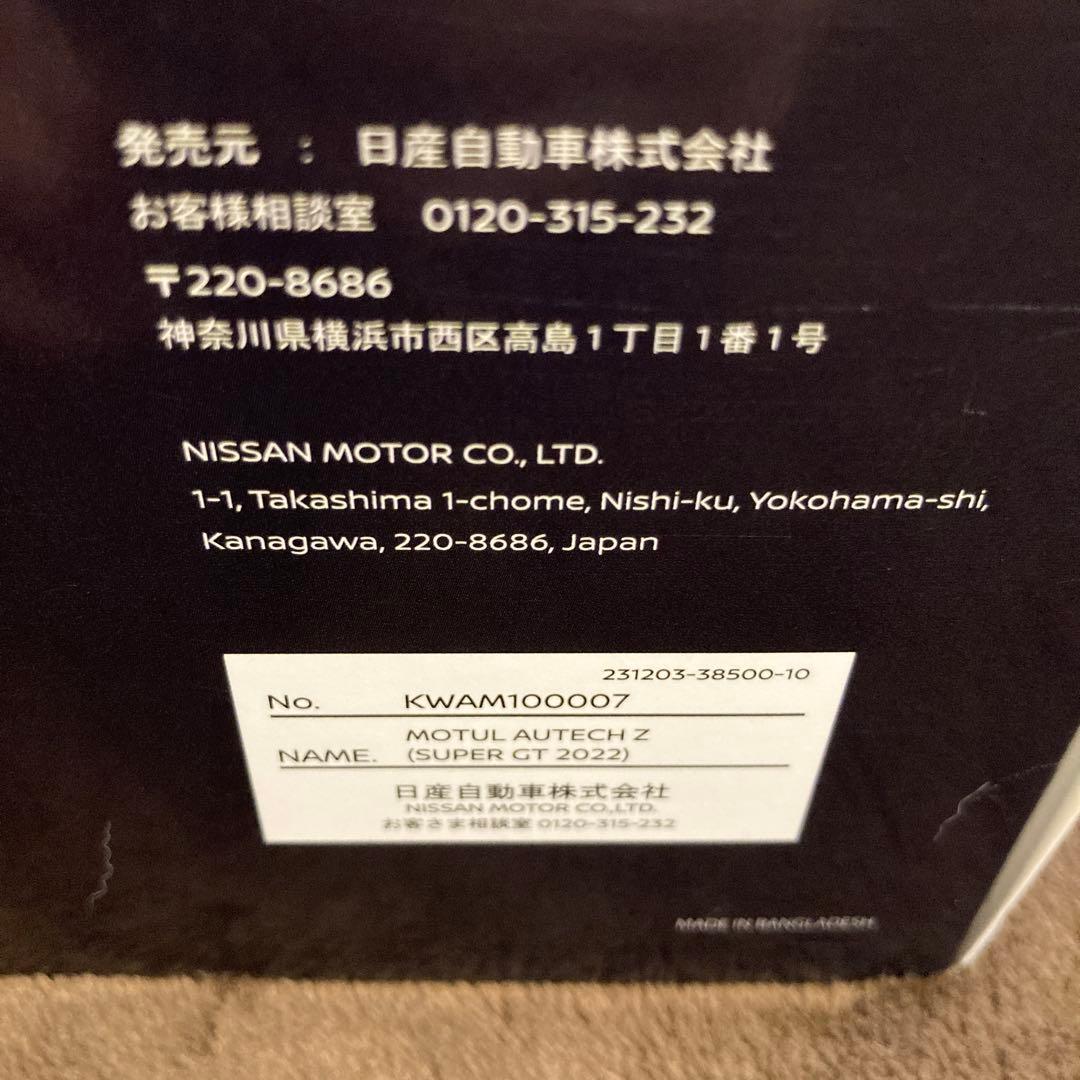 発売元 : 日産自動車株式会社
お客様相談室 0120-315-232
〒220-8686
神奈川県横浜市西区高島1丁目1番1号
NISSAN MOTOR CO., LTD.
1-1, Takashima 1-chome, Nishi-ku, Yokohama-shi,
Kanagawa, 220-8686, Japan
231203-38500-10
No. KWAM100007
MOTUL AUTECH Z
NAME. (SUPER GT 2022)
日産自動車株式会社
NISSAN MOTOR CO.,LTD.
お客さま相談室 0120-315-232
MADE IN BANGLADESH